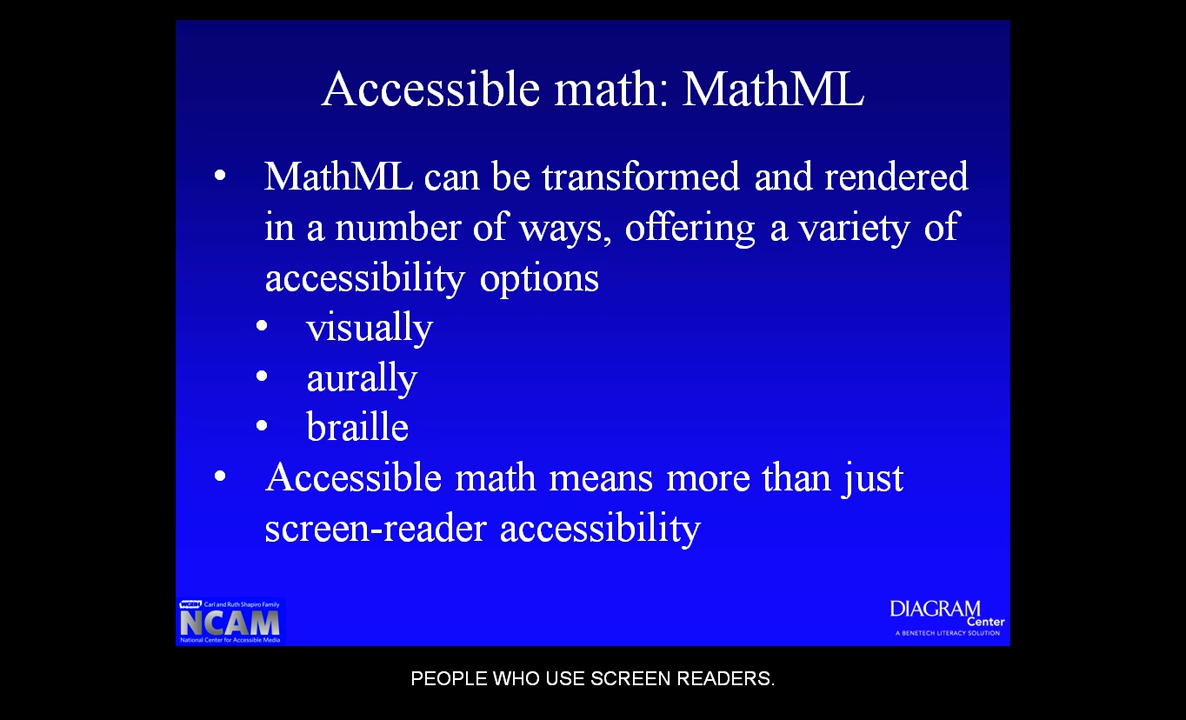 Accessible math: MathML
• MathML can be transformed and rendered
in a number of ways, offering a variety of
accessibility options
• visually
• aurally
• braille
• Accessible math means more than just
screen-reader accessibility
WGBH Carl and Ruth Shapiro Family
NCAM
National Center for Accessible Media
DIAGRAM
Center
A BENETECH LITERACY SOLUTION
PEOPLE WHO USE SCREEN READERS.